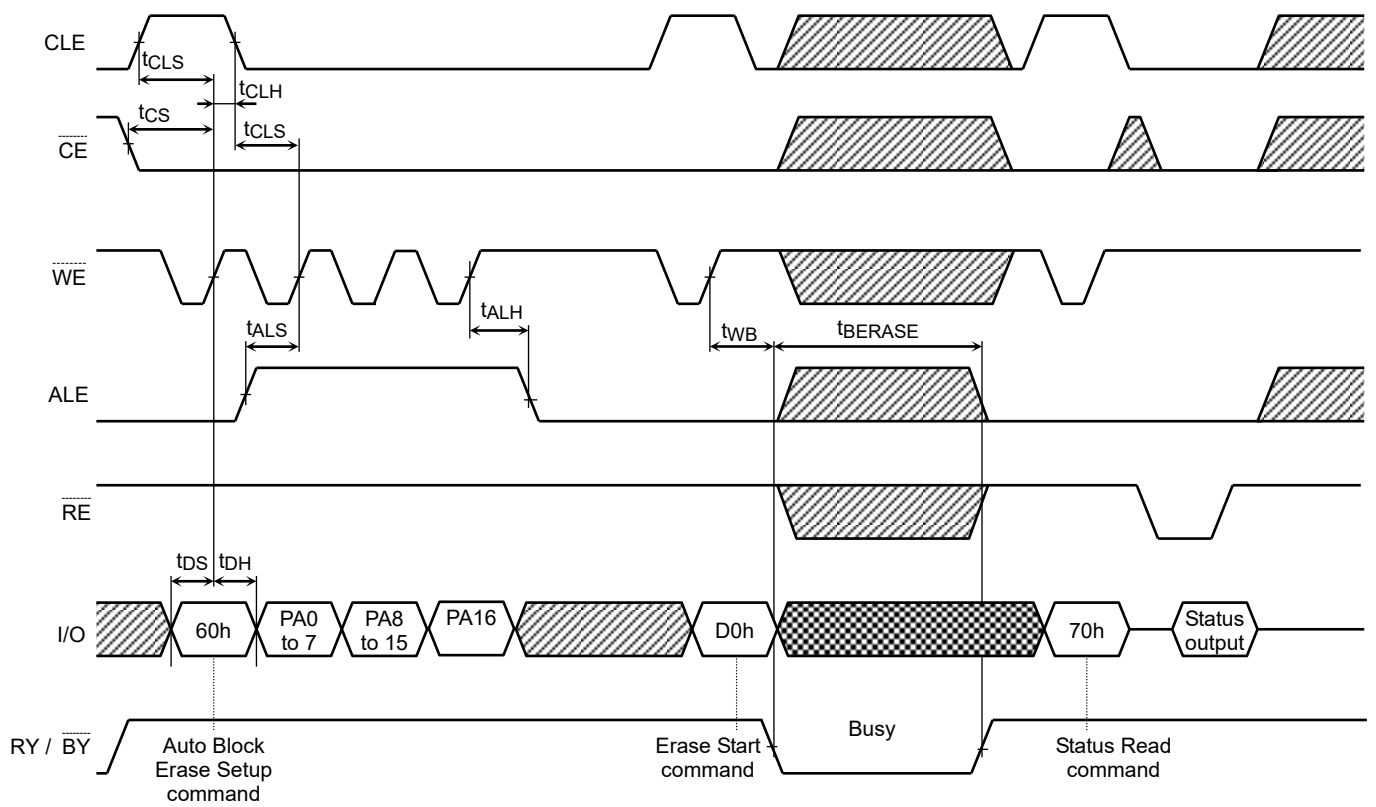 CLE
tCLS
tCLH
tCS
tCLS
CE
WE
tALS
tALH
tWB
tBERASE
ALE
RE
tDS
tDH
I/O
60h
PA0
to 7
PA8
to 15
PA16
D0h
70h
Status
output
RY / BY
Busy
Auto Block
Erase Setup
command
Erase Start
command
Status Read
command